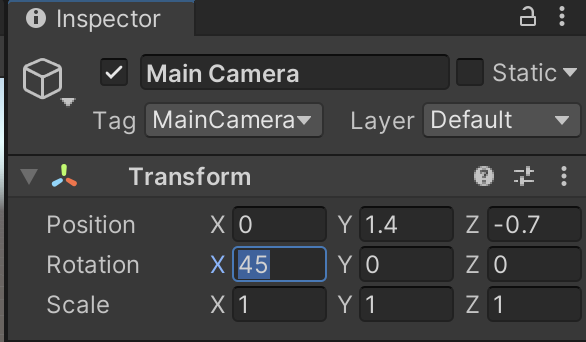 Inspector
Main Camera Static
Tag MainCamera Layer Default
Transform
Position X 0 Y 1.4 Z -0.7
Rotation X 45 Y 0 Z 0
Scale X 1 Y 1 Z 1